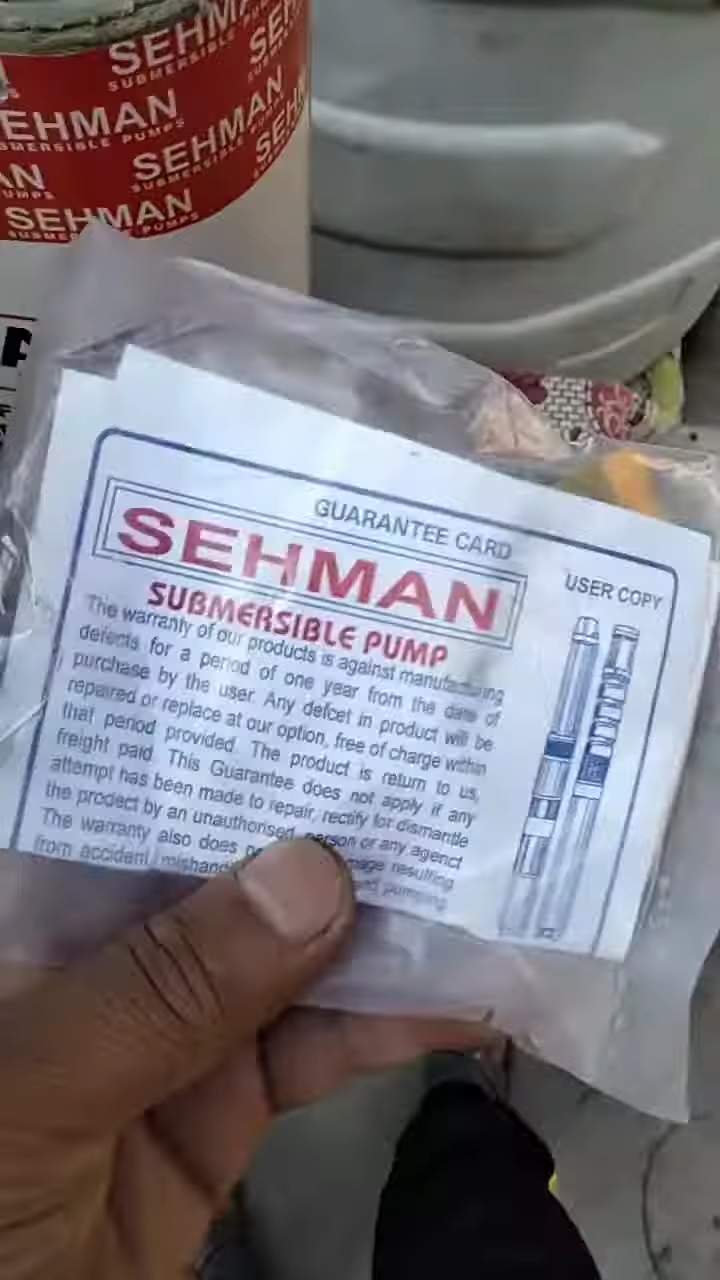 SEHMAN
SUBMERSIBLE PUMPS
SEHMAN
SUBMERSIBLE PUMPS
SEHMAN
SUBMERSIBLE PUMPS
SEHMAN
PUMPS
GUARANTEE CARD
USER COPY
SEHMAN
SUBMERSIBLE PUMP
The warranty of our products is against manufacturing
defects for a period of one year from the date of
purchase by the user. Any defcet in product will be
repaired or replace at our option, free of charge within
that period provided. The product is return to us,
freight paid. This Guarantee does not apply if any
attempt has been made to repair, rectify for dismantle
the prodect by an unauthorised person or any agenct
The warranty also does resulting
from accident pumping